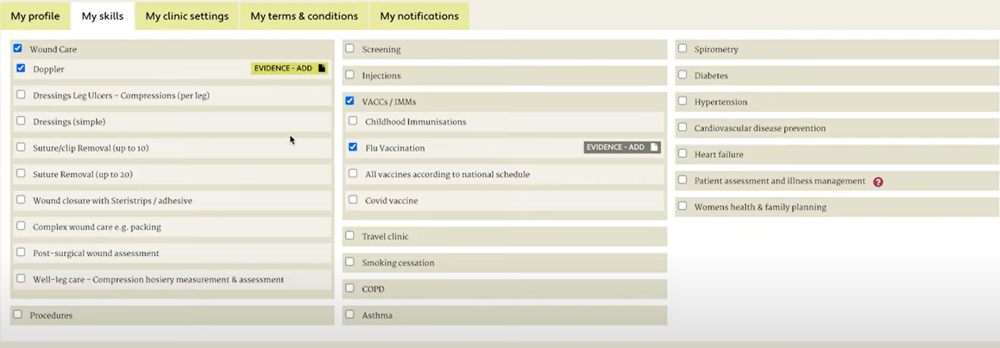 My profile
My skills
My clinic settings
My terms & conditions
My notifications
Wound Care
Doppler
EVIDENCE - ADD
Dressings Leg Ulcers – Compressions (per leg)
Dressings (simple)
Suture/clip Removal (up to 10)
Suture Removal (up to 20)
Wound closure with Steristrips / adhesive
Complex wound care e.g. packing
Post-surgical wound assessment
Well-leg care – Compression hosiery measurement & assessment
Procedures
Screening
Injections
VACCs / IMMs
Childhood Immunisations
Flu Vaccination
EVIDENCE - ADD
All vaccines according to national schedule
Covid vaccine
Travel clinic
Smoking cessation
COPD
Asthma
Spirometry
Diabetes
Hypertension
Cardiovascular disease prevention
Heart failure
Patient assessment and illness management ?
Womens health & family planning